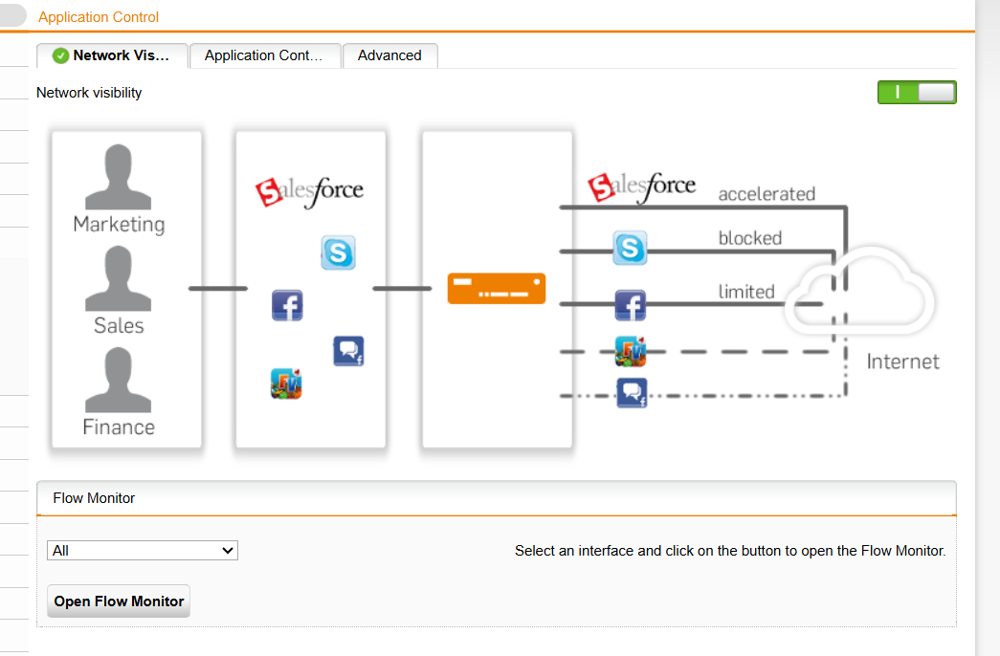 Application Control
Network Vis...
Application Cont...
Advanced
Network visibility
Marketing
Sales
Finance
Salesforce
Salesforce
accelerated
blocked
limited
Internet
Flow Monitor
All
Select an interface and click on the button to open the Flow Monitor.
Open Flow Monitor